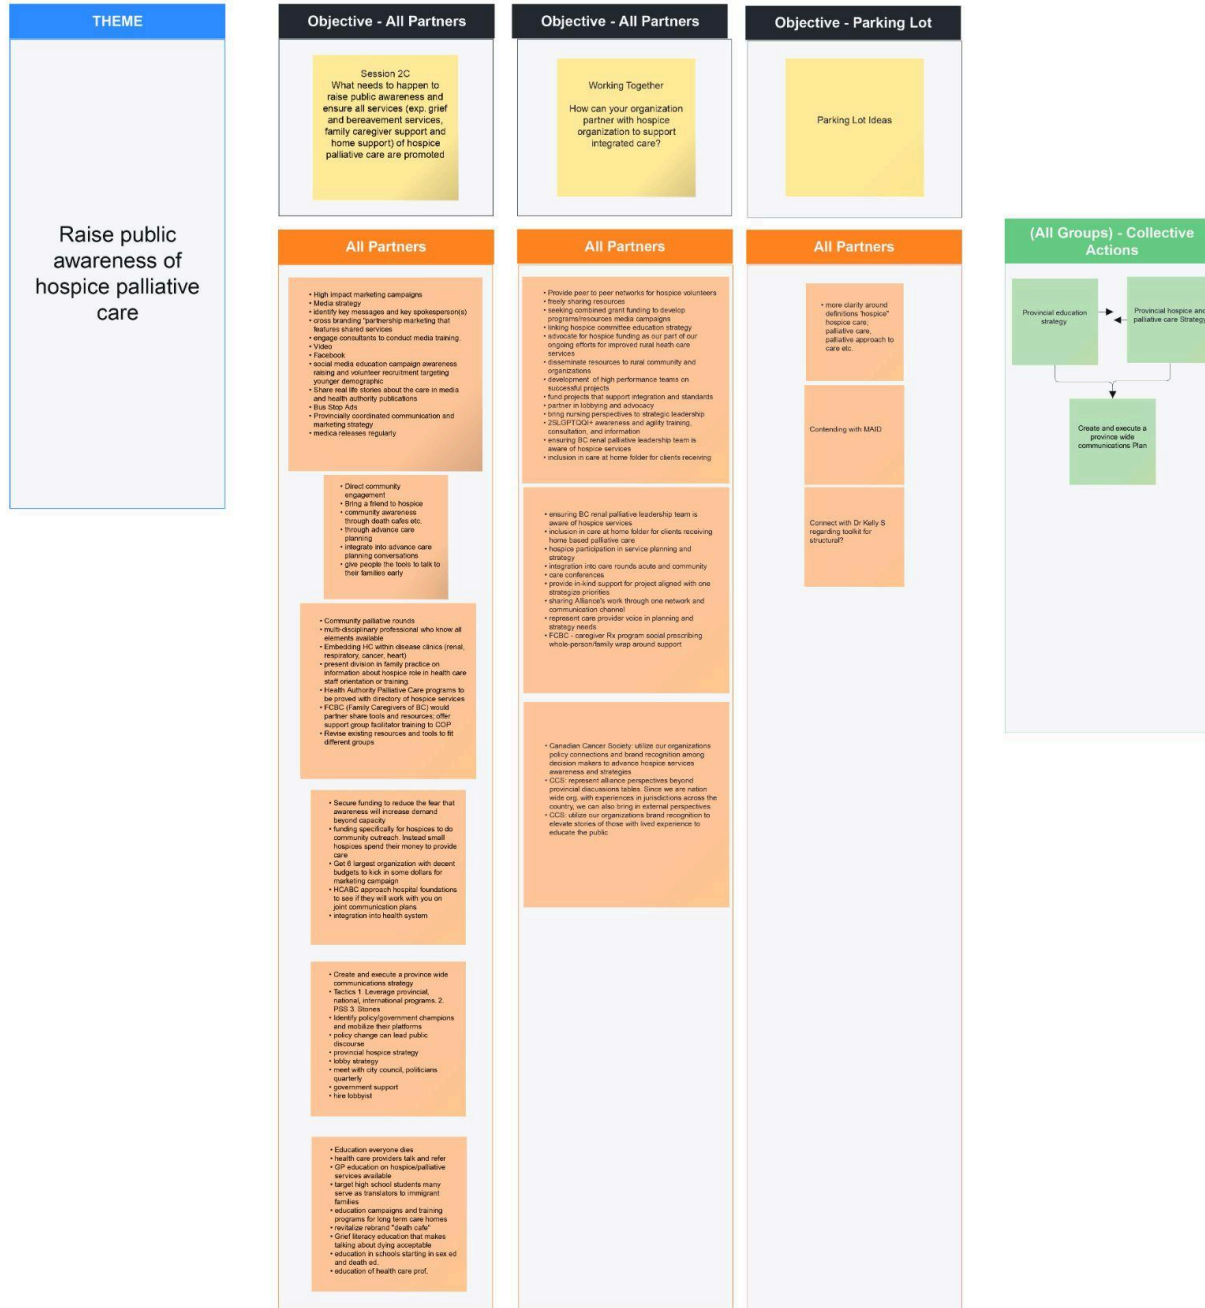 THEME
Raise public
awareness of
hospice palliative
care
Objective - All Partners
Session 2C
What needs to happen to
raise public awareness and
ensure all services (exp. grief
and bereavement services,
family caregiver support and
home support) of hospice
palliative care are promoted
All Partners
• High impact marketing campaigns
• Media strategy
• identify key messages and key spokesperson(s)
• cross branding 'partnership marketing that
features shared services
• engage consultants to conduct media training.
• Video
• Facebook
• social media education campaign awareness
raising and volunteer recruitment targeting
younger demographic
• Share real life stories about the care in media
and health authority publications
• Bus Stop Ads
• Provincially coordinated communication and
marketing strategy
• medica releases regularly
• Direct community
engagement
• Bring a friend to hospice
• community awareness
through death cafes etc.
• through advance care
planning
• integrate into advance care
planning conversations
• give people the tools to talk to
their families early
• Community palliative rounds
• multi-disciplinary professional who know all
elements available
• Embedding HC within disease clinics (renal,
respiratory, cancer, heart)
• present division in family practice on
information about hospice role in health care
staff orientation or training.
• Health Authority Palliative Care programs to
be proved with directory of hospice services
• FCBC (Family Caregivers of BC) would
partner share tools and resources; offer
support group facilitator training to COP
• Revise existing resources and tools to fit
different groups
• Secure funding to reduce the fear that
awareness will increase demand
beyond capacity
• funding specifically for hospices to do
community outreach. Instead small
hospices spend their money to provide
care
• Get 6 largest organization with decent
budgets to kick in some dollars for
marketing campaign
• HCABC approach hospital foundations
to see if they will work with you on
joint communication plans
• integration into health system
• Create and execute a province wide
communications strategy
• Tactics 1. Leverage provincial,
national, international programs. 2.
PSS 3. Stones
• Identify policy/government champions
and mobilize their platforms
• policy change can lead public
discourse
• provincial hospice strategy
• lobby strategy
• meet with city council, politicians
quarterly
• government support
• hire lobbyist
• Education everyone dies
• health care providers talk and refer
• GP education on hospice/palliative
services available
• target high school students many
serve as translators to immigrant
families
• education campaigns and training
programs for long term care homes
• revitalize rebrand "death cafe"
• Grief literacy education that makes
talking about dying acceptable
• education in schools starting in sex ed
and death ed.
• education of health care prof.
Objective - All Partners
Working Together
How can your organization
partner with hospice
organization to support
integrated care?
All Partners
• Provide peer to peer networks for hospice volunteers
• freely sharing resources
• seeking combined grant funding to develop
programs/resources media campaigns
• linking hospice committee education strategy
• advocate for hospice funding as our part of our
ongoing efforts for improved rural heath care
services
• disseminate resources to rural community and
organizations
• development of high performance teams on
successful projects
• fund projects that support integration and standards
• partner in lobbying and advocacy
• bring nursing perspectives to strategic leadership
• 2SLGPTQQI+ awareness and agility training,
consultation, and information
• ensuring BC renal palliative leadership team is
aware of hospice services
• inclusion in care at home folder for clients receiving
• ensuring BC renal palliative leadership team is
aware of hospice services
• inclusion in care at home folder for clients receiving
home based palliative care
• hospice participation in service planning and
strategy
• integration into care rounds acute and community
• care conferences
• provide in-kind support for project aligned with one
strategize priorities
• sharing Alliance's work through one network and
communication channel
• represent care provider voice in planning and
strategy needs
• FCBC - caregiver Rx program social prescribing
whole-person/family wrap around support
• Canadian Cancer Society: utilize our organizations
policy connections and brand recognition among
decision makers to advance hospice services
awareness and strategies
• CCS: represent alliance perspectives beyond
provincial discussions tables. Since we are nation
wide org, with experiences in jurisdictions across the
country, we can also bring in external perspectives
• CCS: utilize our organizations brand recognition to
elevate stories of those with lived experience to
educate the public
Objective - Parking Lot
Parking Lot Ideas
All Partners
• more clarity around
definitions "hospice"
hospice care,
palliative care,
palliative approach to
care etc.
Contending with MAID
Connect with Dr Kelly S
regarding toolkit for
structural?
(All Groups) - Collective
Actions
Provincial education
strategy
Provincial hospice and
palliative care Strategy
Create and execute a
province wide
communications Plan